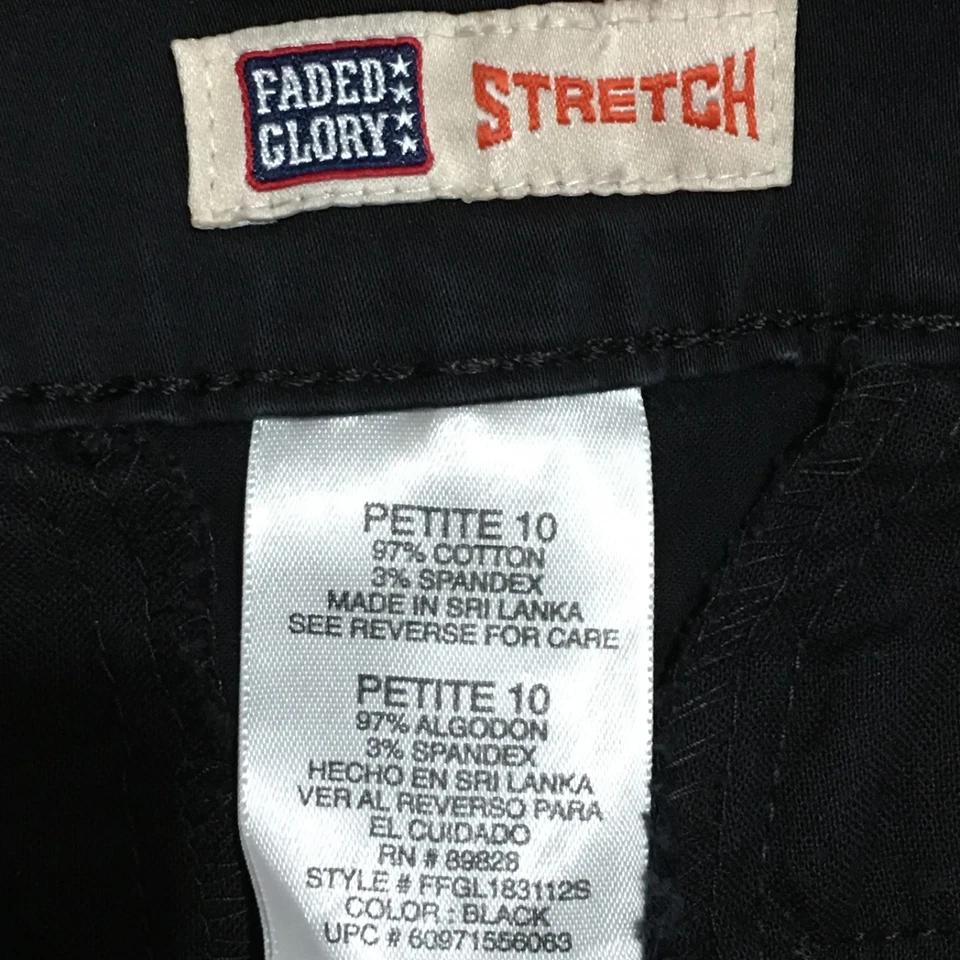 FADED
GLORY
STRETCH
PETITE 10
97% COTTON
3% SPANDEX
MADE IN SRI LANKA
SEE REVERSE FOR CARE
PETITE 10
97% ALGODON
3% SPANDEX
HECHO EN SRI LANKA
VER AL REVERSO PARA
EL CUIDADO
RN # 89828
STYLE # FFGL183112S
COLOR : BLACK
UPC # 60971556063